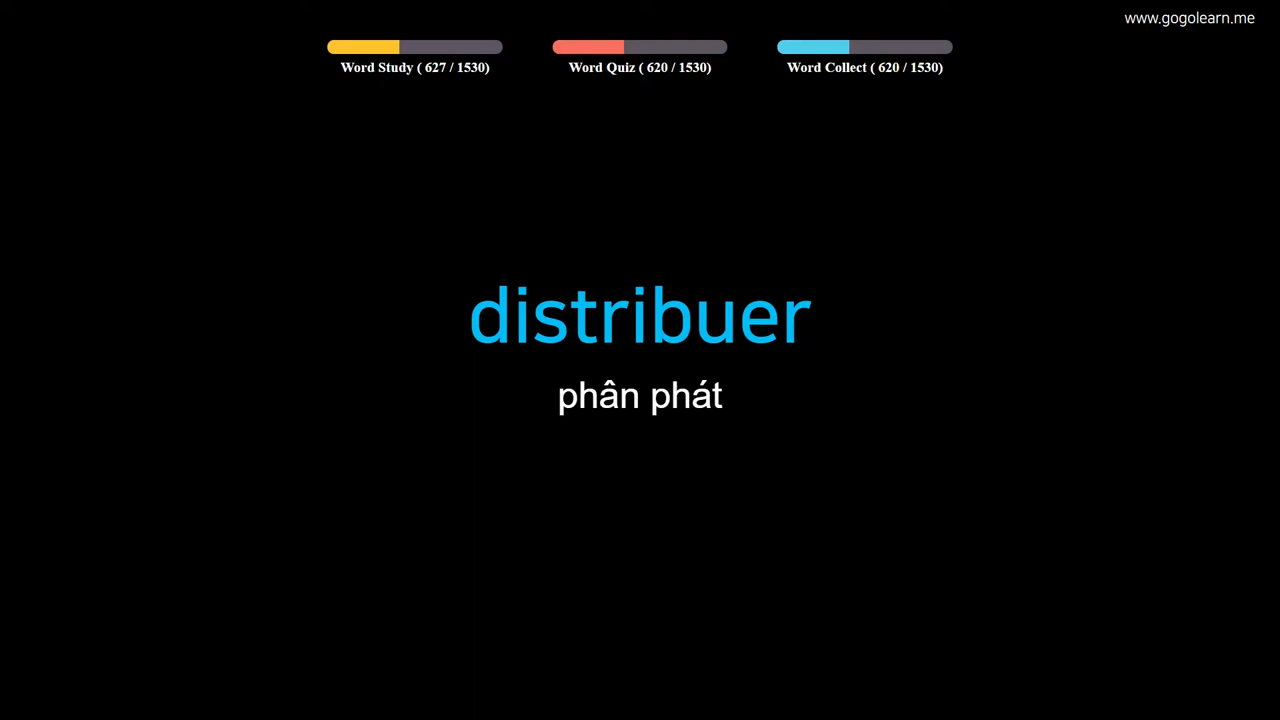 www.gogolearn.me
Word Study ( 627 / 1530)
Word Quiz ( 620 / 1530)
Word Collect ( 620 / 1530)
distribuer
phân phát